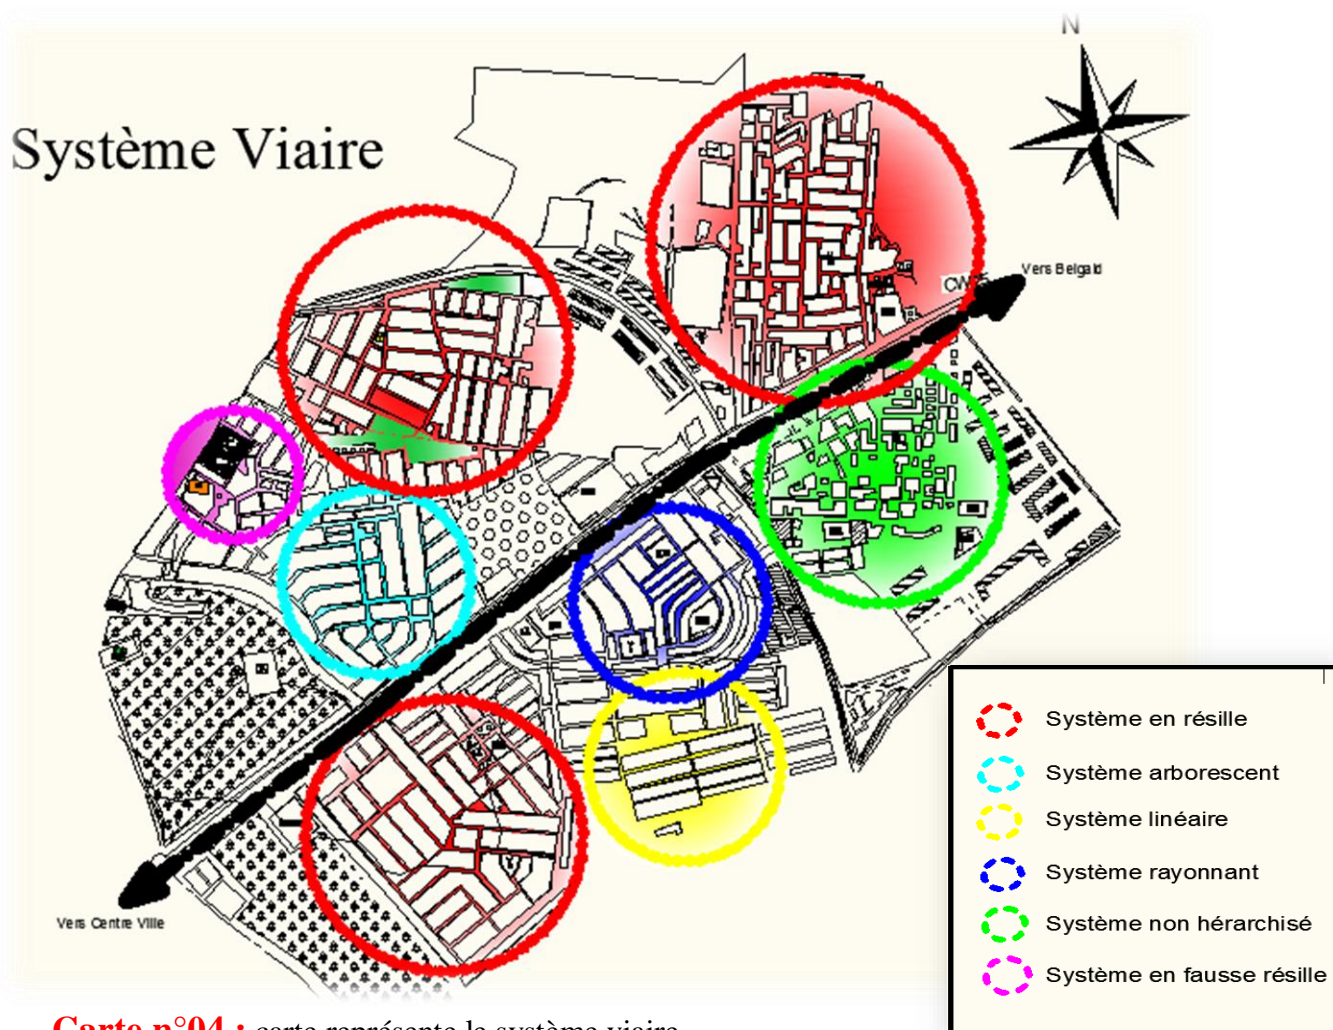 N
Système Viaire
Vers Belgaid
CW
Vers Centre Ville
Système en résille
Système arborescent
Système linéaire
Système rayonnant
Système non hérarchisé
Système en fausse résille
Carte n°04 : carte représente le système viaire